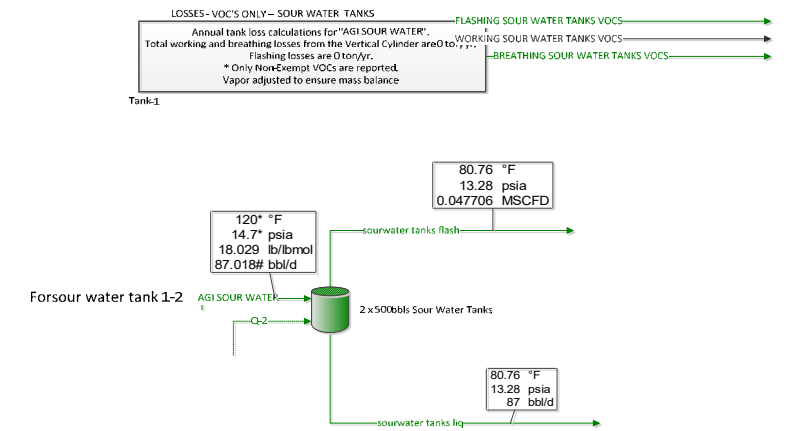 LOSSES - VOC'S ONLY – SOUR WATER TANKS
Annual tank loss calculations for "AGI SOUR WATER".
Total working and breathing losses from the Vertical Cylinder are 0 ton/yr.
Flashing losses are 0 ton/yr.
* Only Non-Exempt VOCs are reported.
Vapor adjusted to ensure mass balance
Tank-1
FLASHING SOUR WATER TANKS VOCS
WORKING SOUR WATER TANKS VOCS
BREATHING SOUR WATER TANKS VOCS
80.76 °F
13.28 psia
0.047706 MSCFD
120* °F
14.7* psia
18.029 lb/lbmol
87.018# bbl/d
sourwater tanks flash
Forsour water tank 1-2
AGI SOUR WATER
2 x 500bbls Sour Water Tanks
Q-2
80.76 °F
13.28 psia
87 bbl/d
sourwater tanks liq